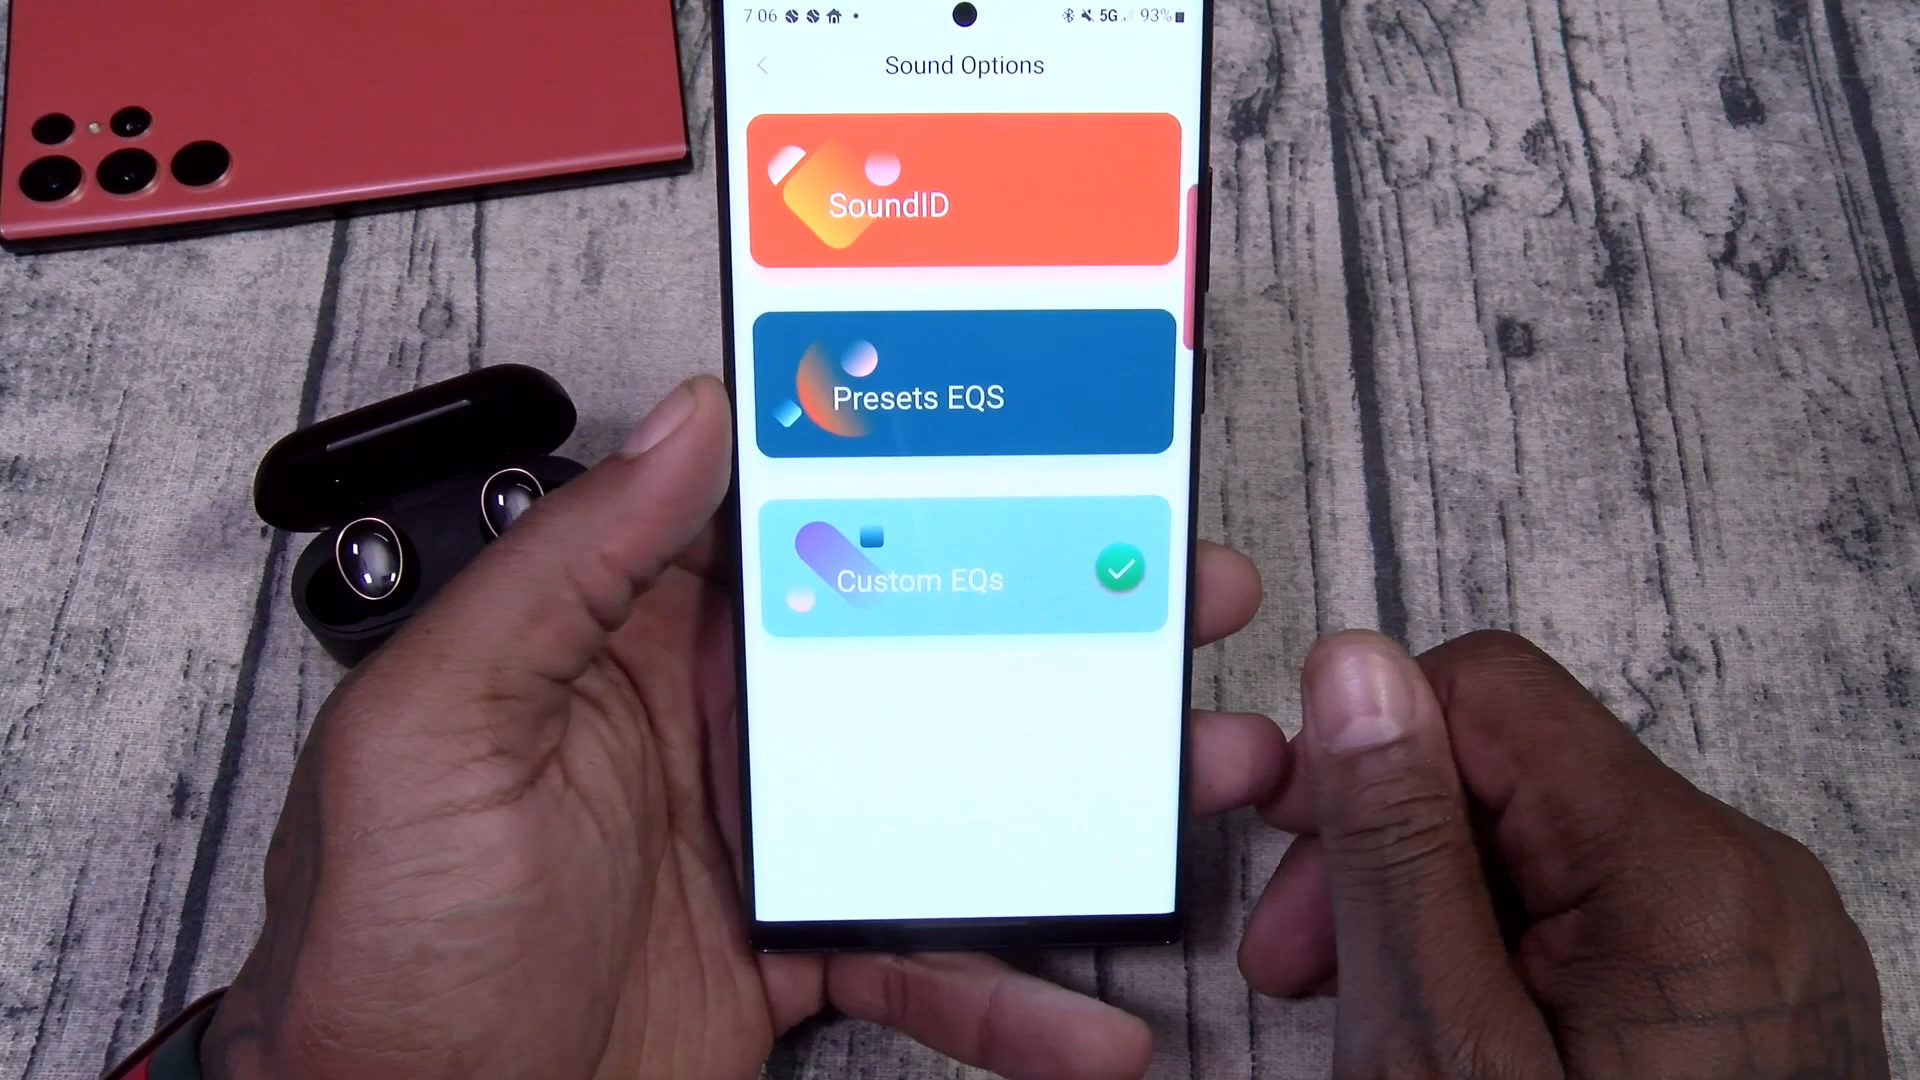 7:06 5G 93%
Sound Options
SoundID
Presets EQS
Custom EQs